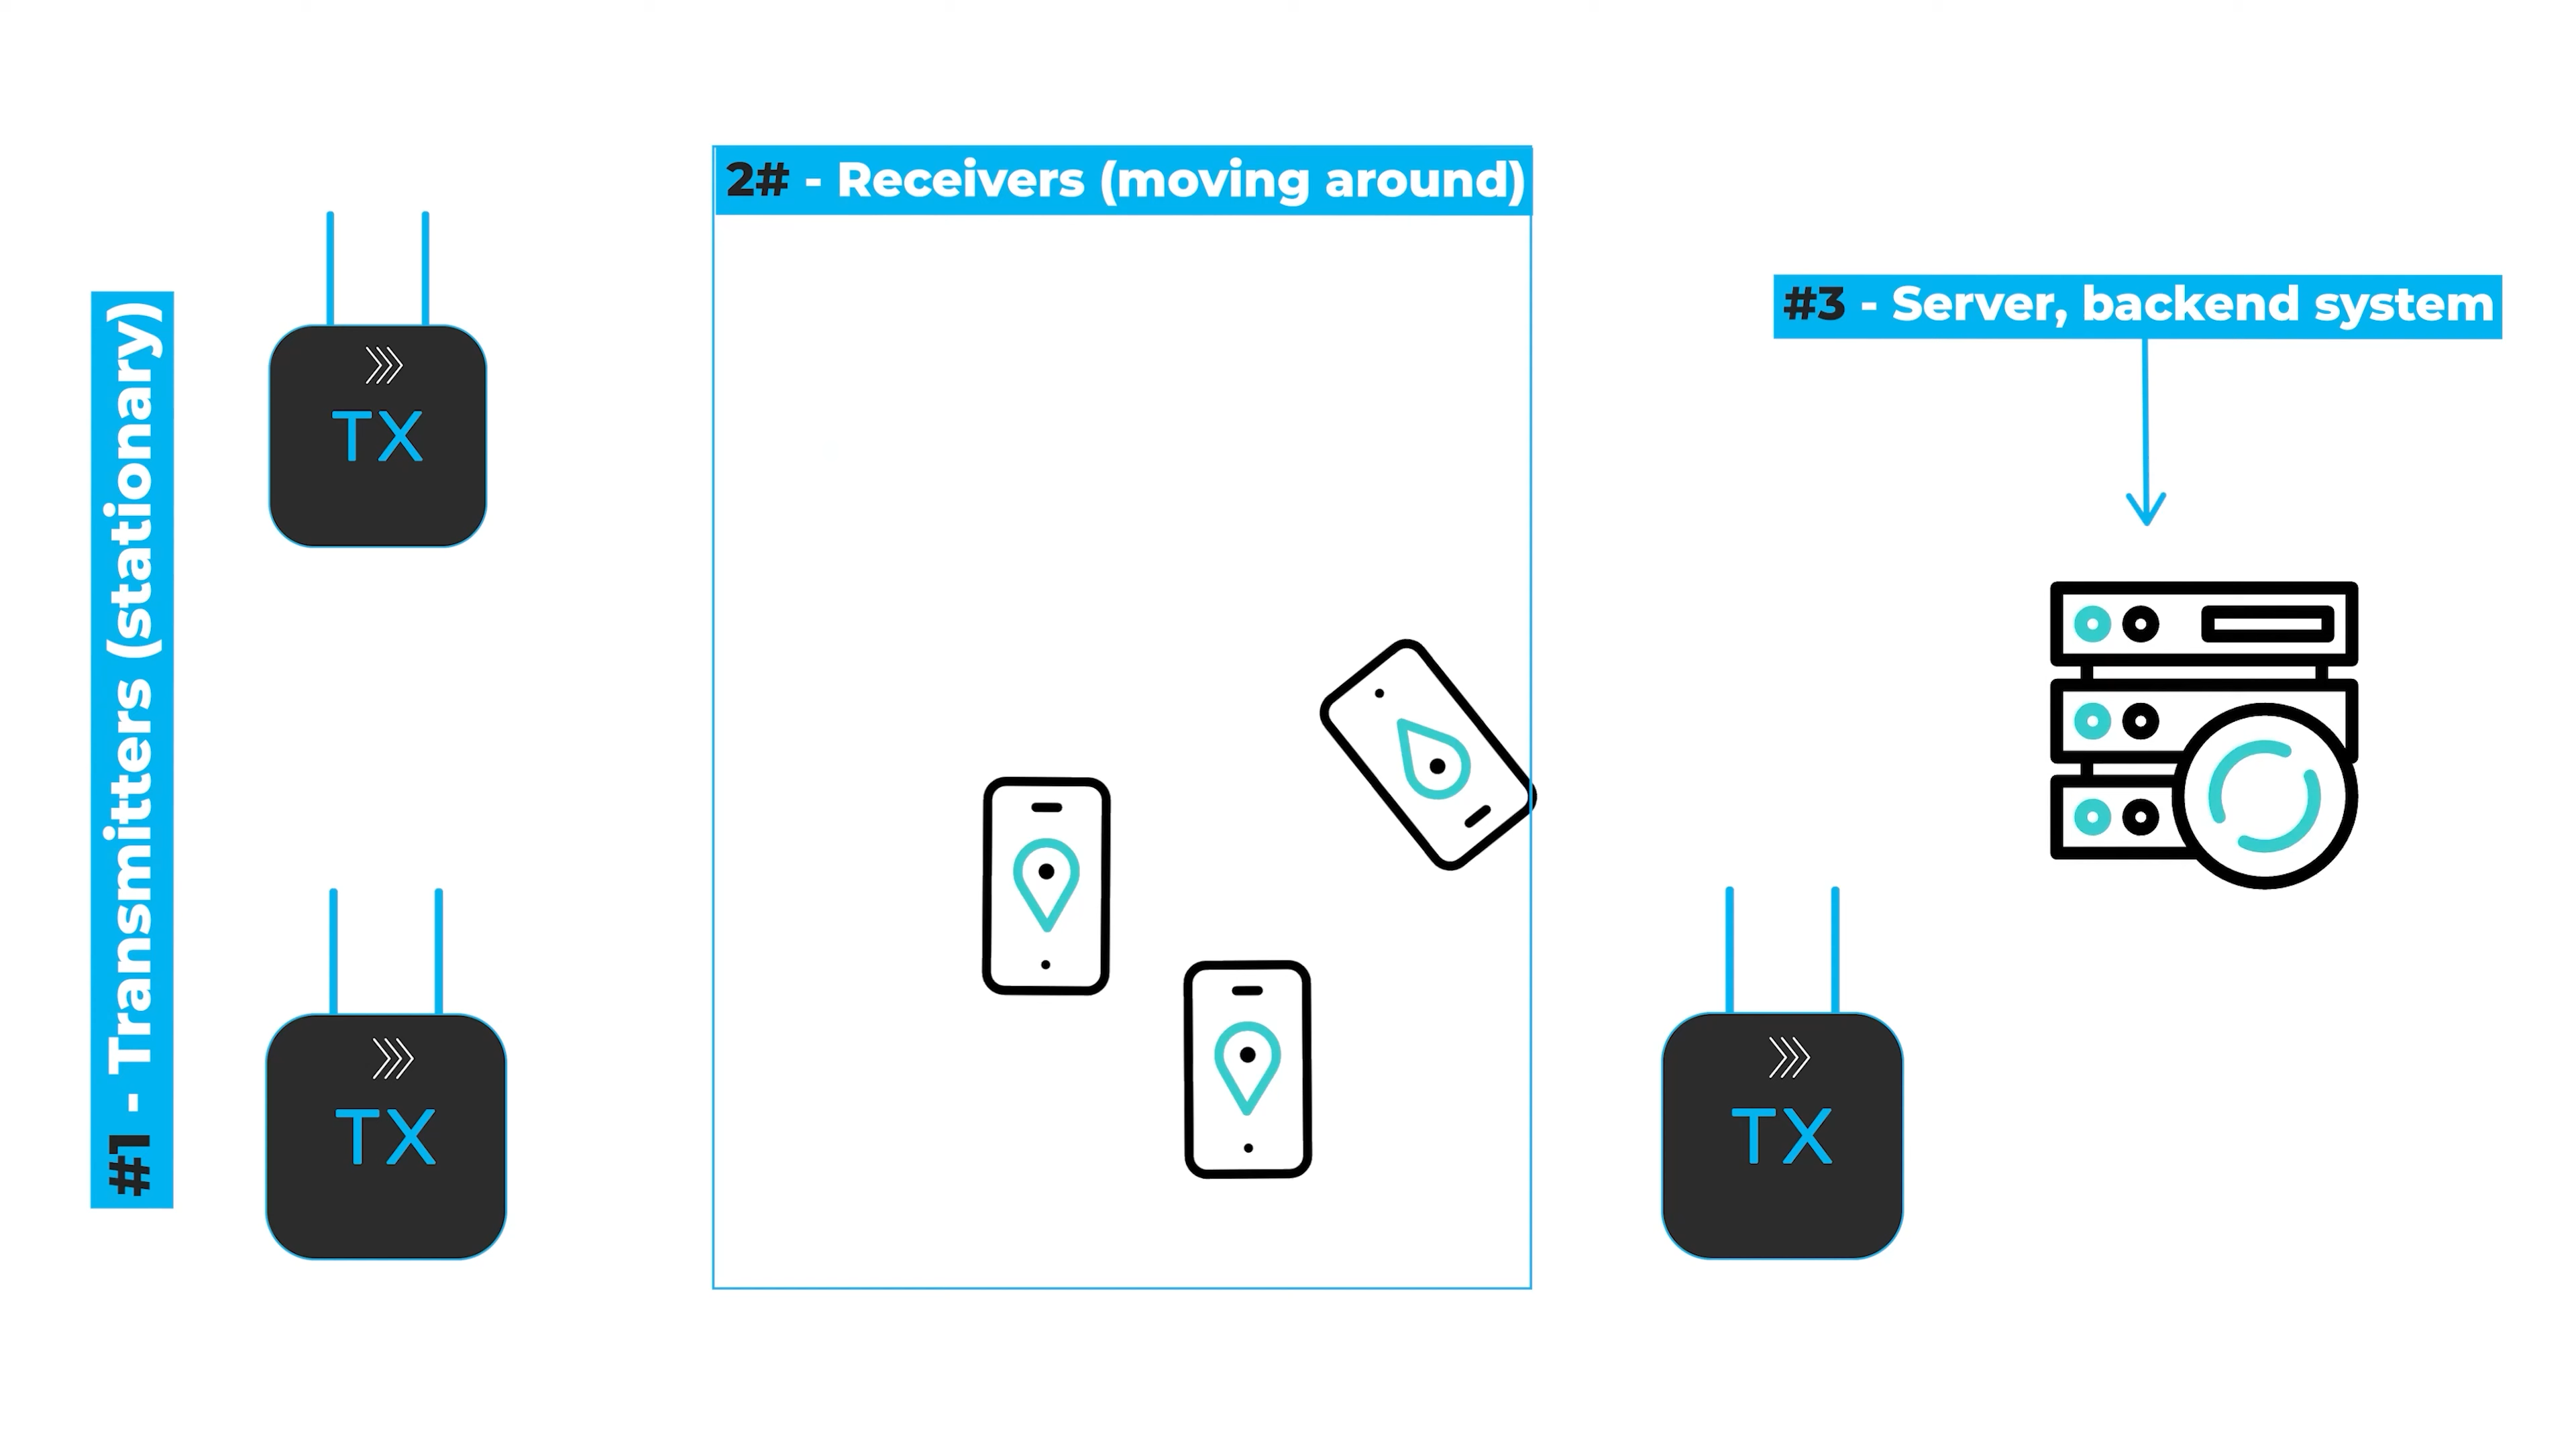 #1 - Transmitters (stationary)
TX
TX
2# - Receivers (moving around)
#3 - Server, backend system
TX